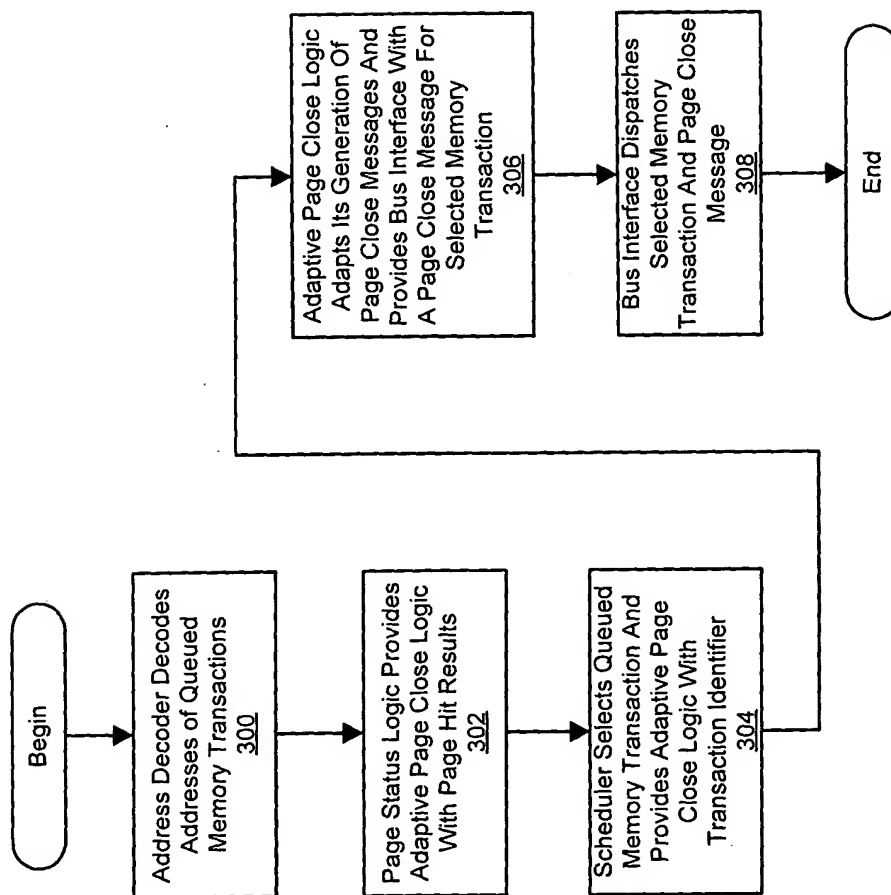 Begin
Address Decoder Decodes
Addresses of Queued
Memory Transactions
300
Page Status Logic Provides
Adaptive Page Close Logic
With Page Hit Results
302
Scheduler Selects Queued
Memory Transaction And
Provides Adaptive Page
Close Logic With
Transaction Identifier
304
Adaptive Page Close Logic
Adapts Its Generation Of
Page Close Messages And
Provides Bus Interface With
A Page Close Message For
Selected Memory
Transaction
306
Bus Interface Dispatches
Selected Memory
Transaction And Page Close
Message
308
End